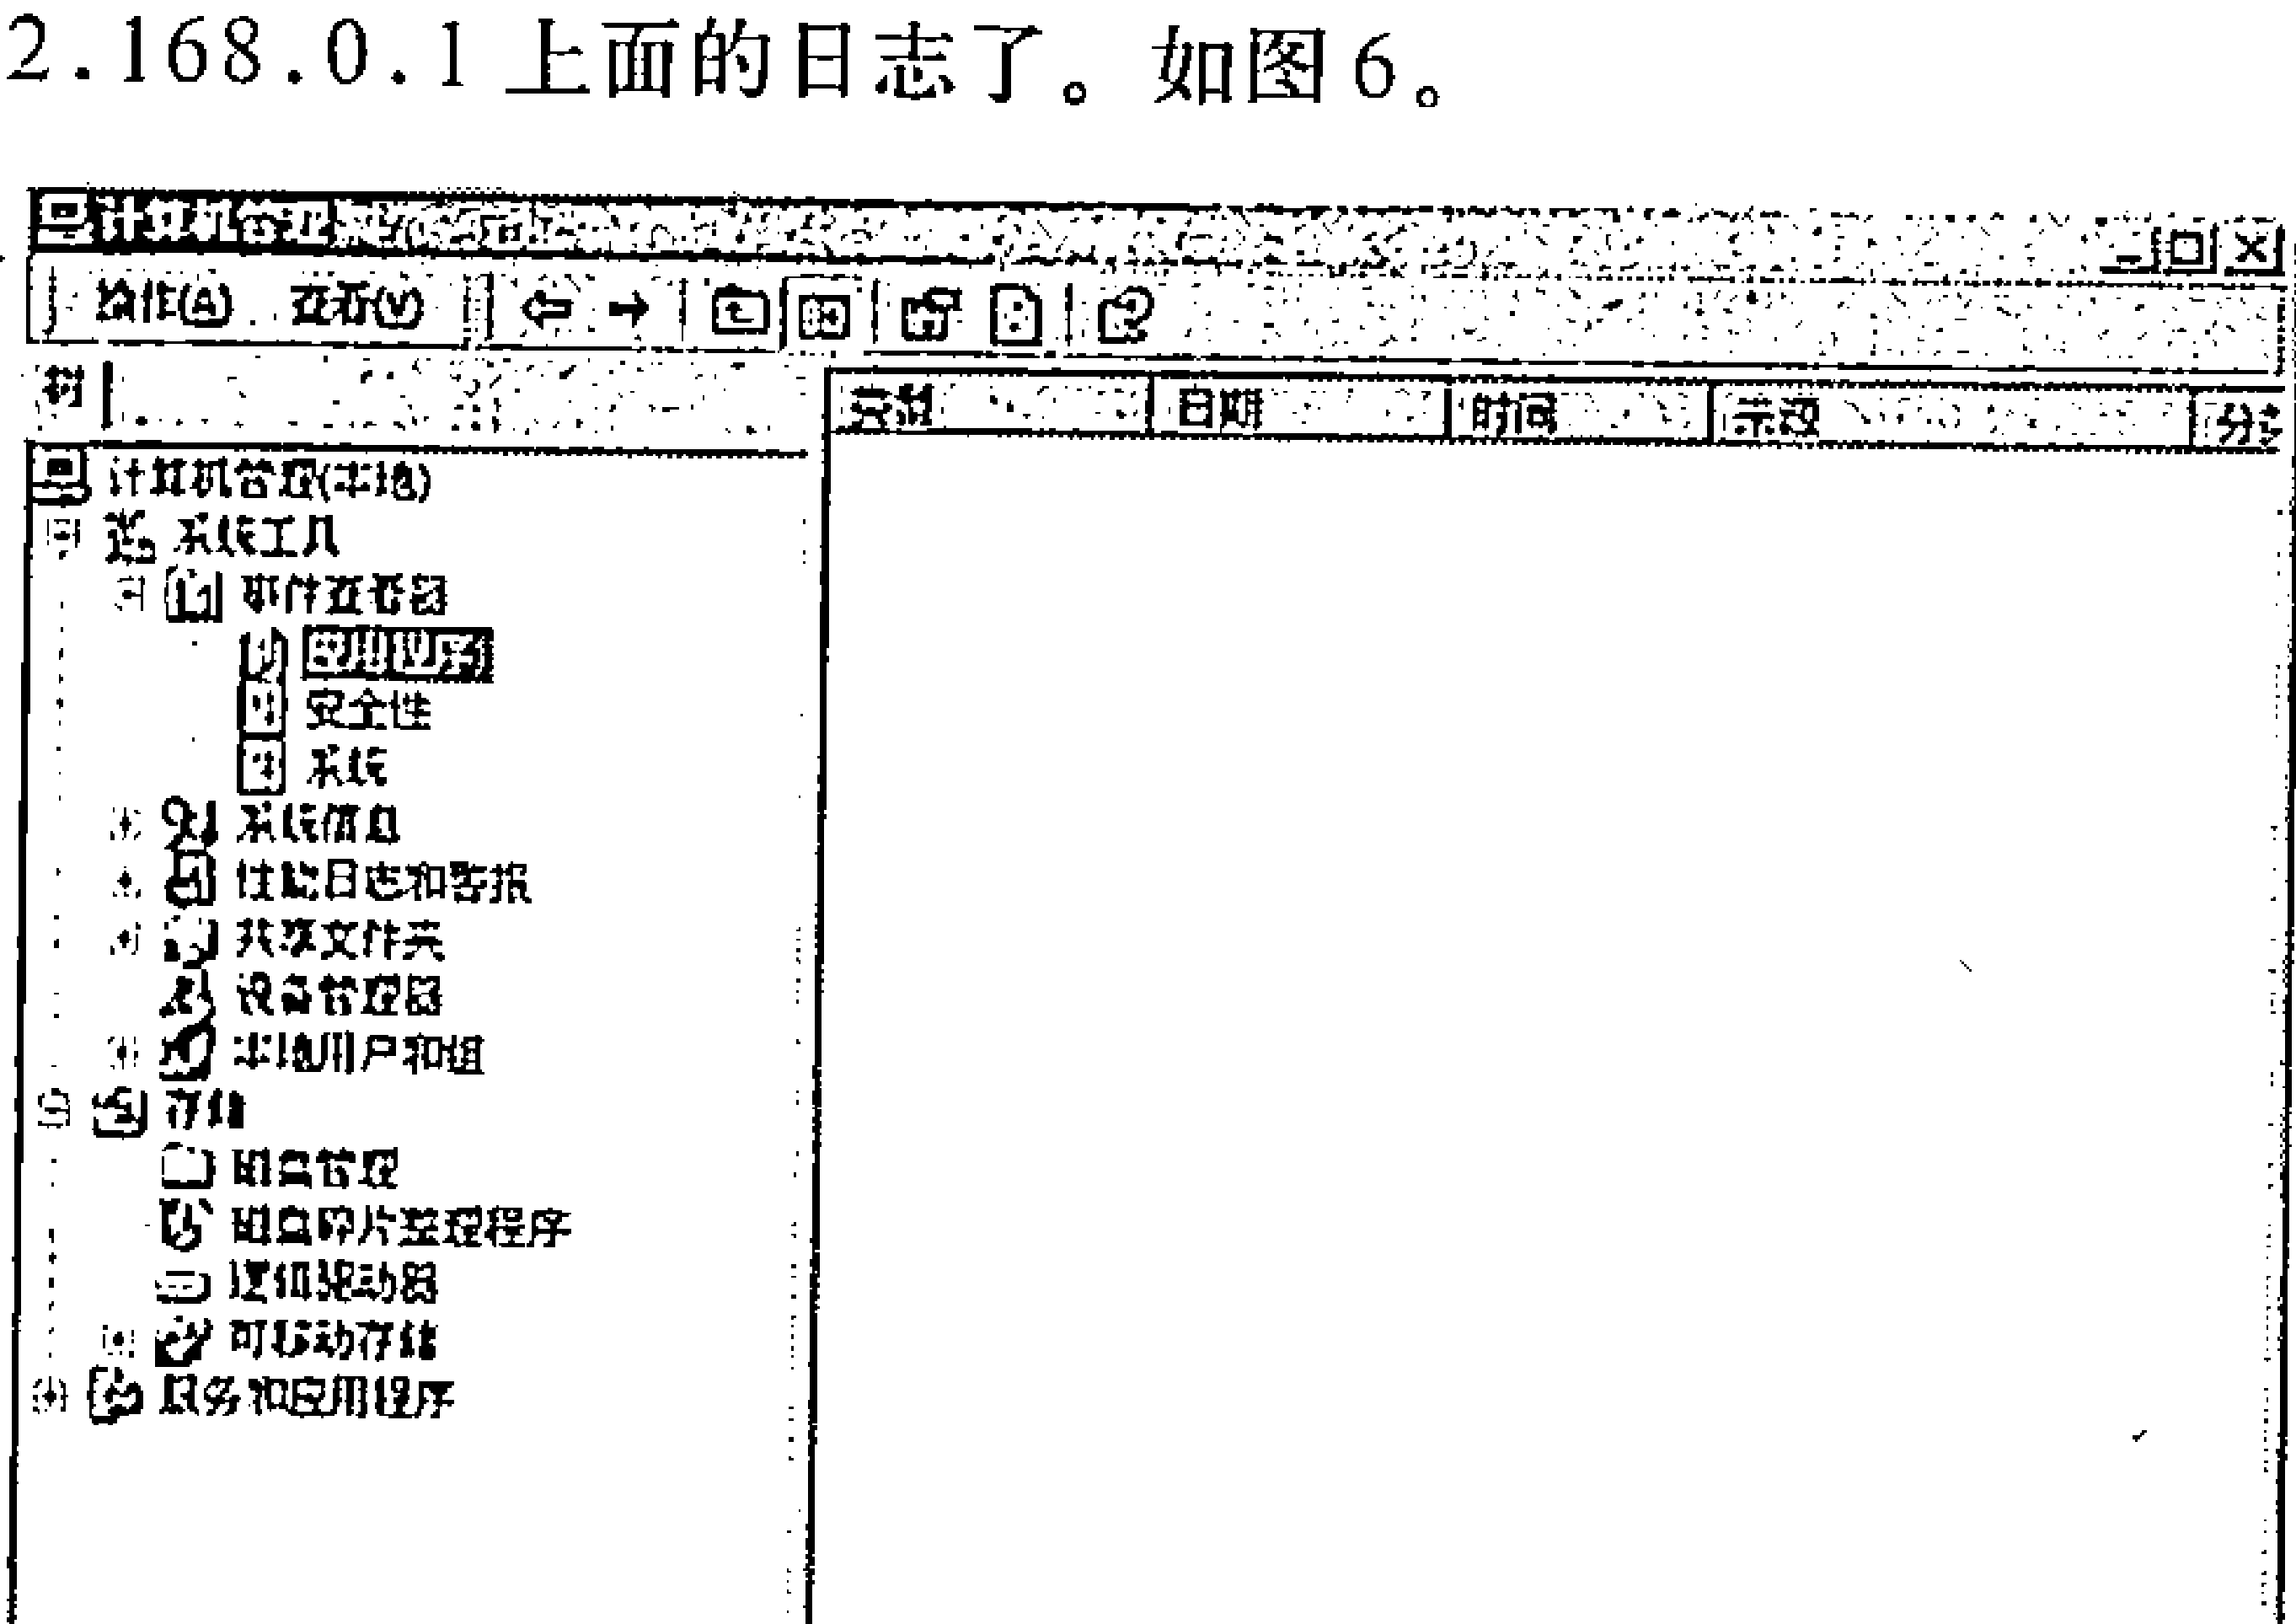 2.168.0.1上面的日志了。如图6。
计算机管理
操作(A) 查看(V)
树
类型 日期 时间 来源 分
计算机管理(本地)
系统工具
事件查看器
应用程序
安全性
系统
系统信息
性能日志和警报
共享文件夹
设备管理器
本地用户和组
存储
磁盘管理
磁盘碎片整理程序
逻辑驱动器
可移动存储
服务和应用程序